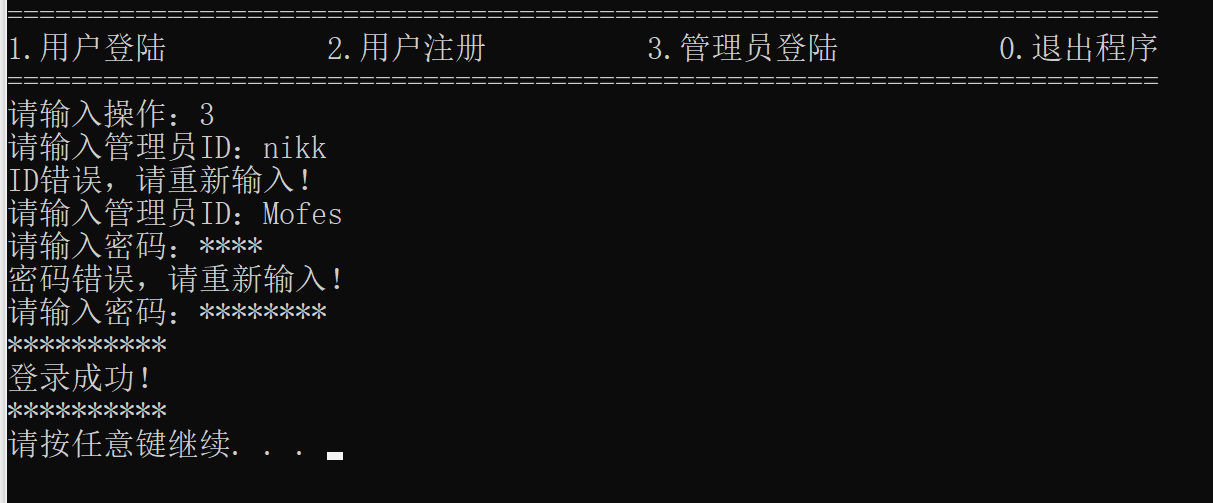 ========================================================================
1.用户登陆          2.用户注册          3.管理员登陆          0.退出程序
========================================================================
请输入操作：3
请输入管理员ID：nikk
ID错误，请重新输入！
请输入管理员ID：Mofes
请输入密码：****
密码错误，请重新输入！
请输入密码：********
**********
登录成功！
**********
请按任意键继续. . .